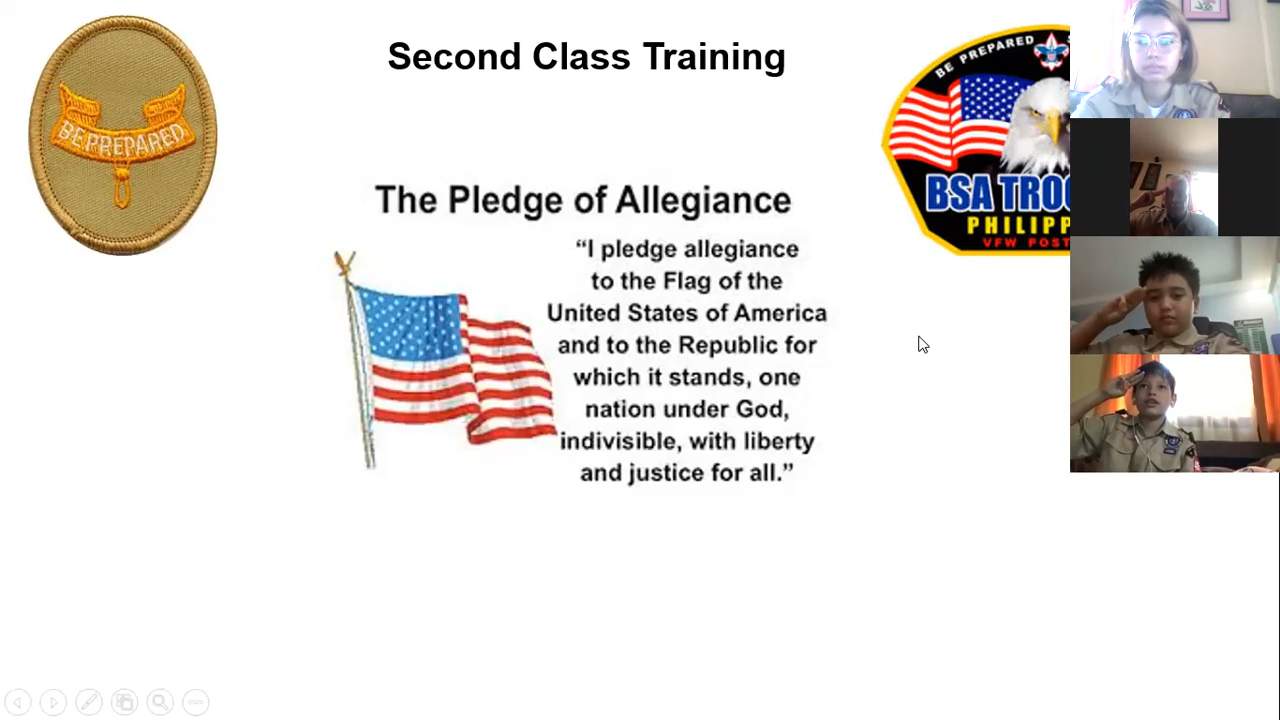 Second Class Training
BE PREPARED
BE PREPARED
BSA
PHILIPP
VFW POST
The Pledge of Allegiance
“I pledge allegiance
to the Flag of the
United States of America
and to the Republic for
which it stands, one
nation under God,
indivisible, with liberty
and justice for all.”